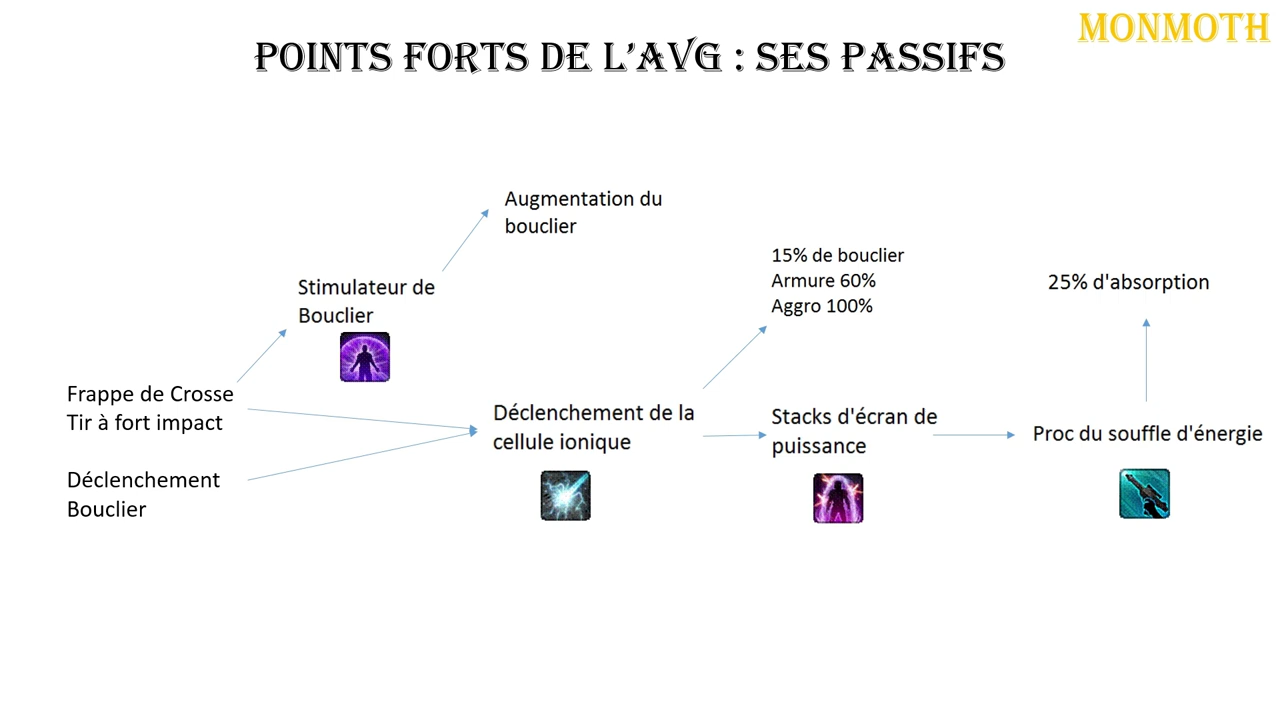 MONMOTH
POINTS FORTS DE L'AVG : SES PASSIFS
Augmentation du
bouclier
15% de bouclier
Armure 60%
Aggro 100%
25% d'absorption
Stimulateur de
Bouclier
Frappe de Crosse
Tir à fort impact
Déclenchement de la
cellule ionique
Stacks d'écran de
puissance
Proc du souffle d'énergie
Déclenchement
Bouclier